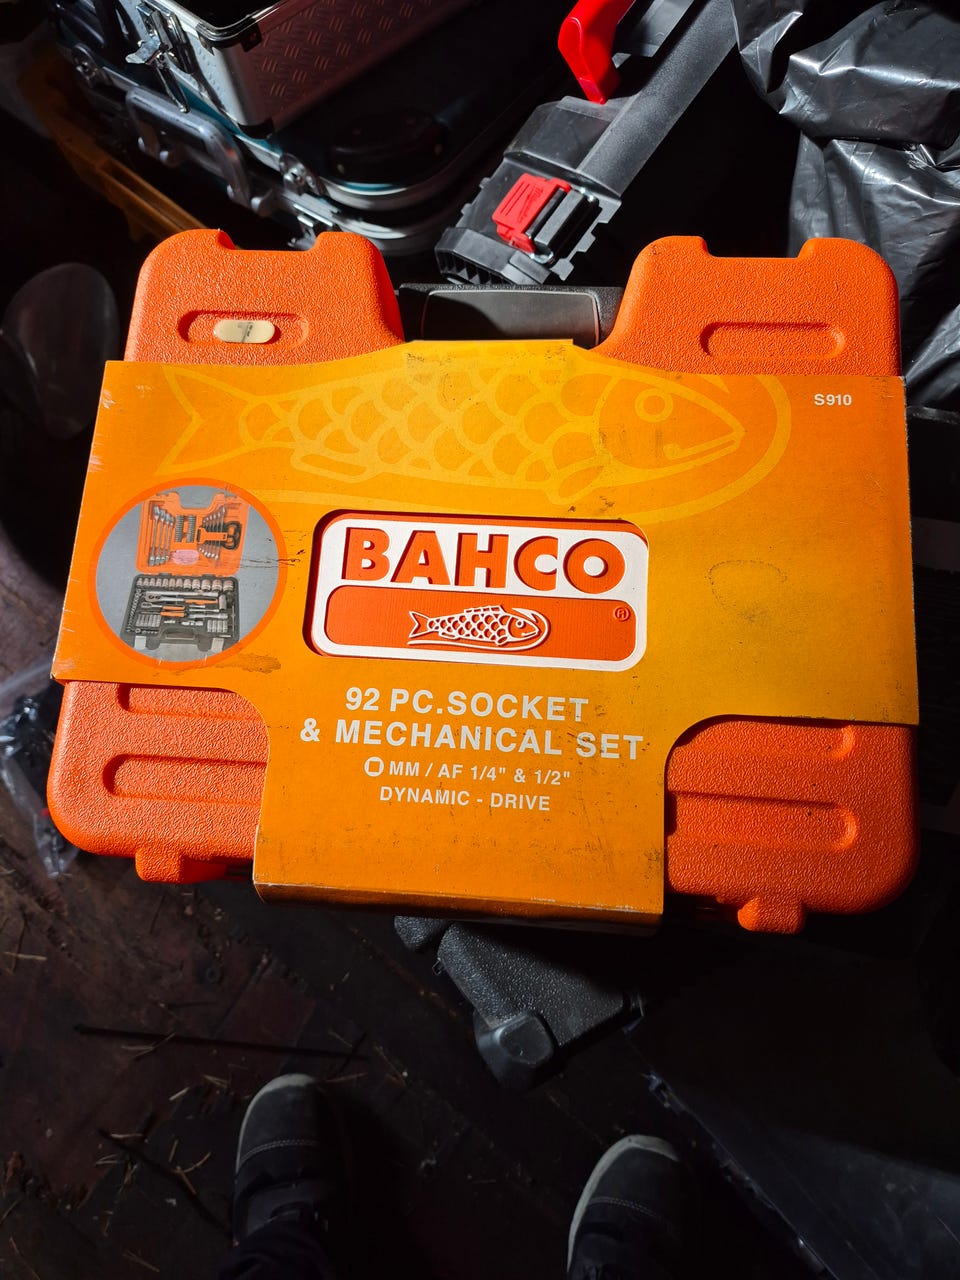 S910
BAHCO
®
92 PC.SOCKET
& MECHANICAL SET
MM / AF 1/4" & 1/2"
DYNAMIC - DRIVE